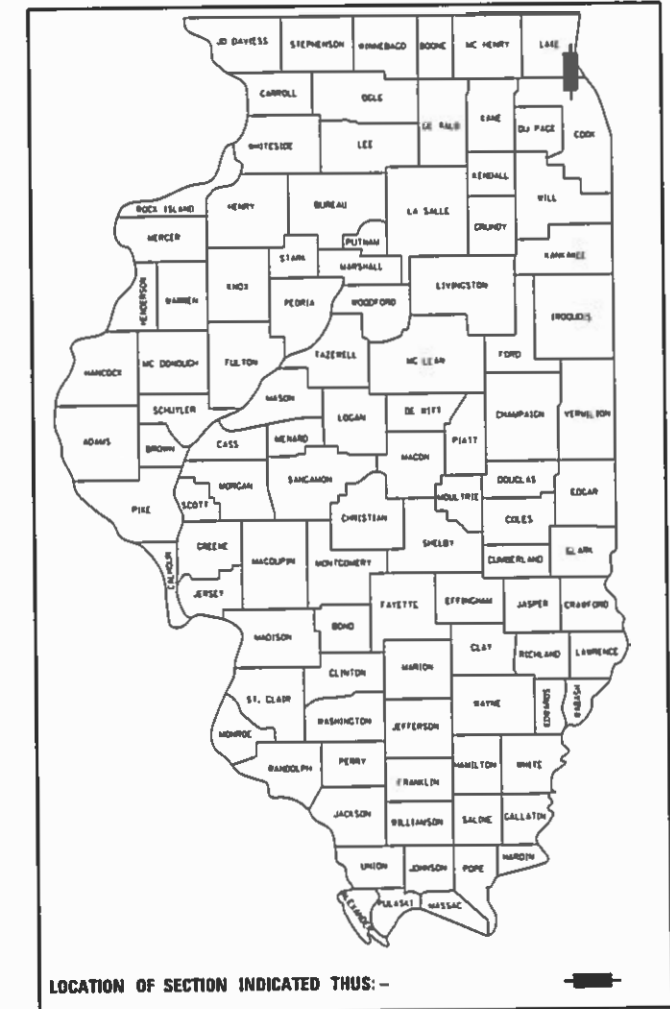 JO DAVIESS STEPHENSON WINNEBAGO BOONE MC HENRY LAKE
CARROLL OGLE DE KALB KANE DU PAGE COOK
WHITESIDE LEE KENDALL WILL
ROCK ISLAND HENRY BUREAU LA SALLE GRUNDY
MERCER PUTNAM KANKAKEE
STARK MARSHALL
HENDERSON WARREN KNOX PEORIA WOODFORD LIVINGSTON IROQUOIS
HANCOCK MC DONOUGH FULTON TAZEWELL MC LEAN FORD
MASON
SCHUYLER LOGAN DE WITT CHAMPAIGN VERMILION
ADAMS BROWN CASS MENARD PIATT
MACON
PIKE SCOTT MORGAN SANGAMON MOULTRIE DOUGLAS EDGAR
CHRISTIAN COLES
CALHOUN GREENE MACOUPIN MONTGOMERY SHELBY CUMBERLAND CLARK
JERSEY FAYETTE EFFINGHAM JASPER CRAWFORD
MADISON BOND
CLINTON MARION CLAY RICHLAND LAWRENCE
ST. CLAIR WAYNE EDWARDS WABASH
MONROE WASHINGTON JEFFERSON
RANDOLPH PERRY HAMILTON WHITE
FRANKLIN
JACKSON WILLIAMSON SALINE GALLATIN
UNION JOHNSON POPE HARDIN
ALEXANDER PULASKI MASSAC
LOCATION OF SECTION INDICATED THUS: -